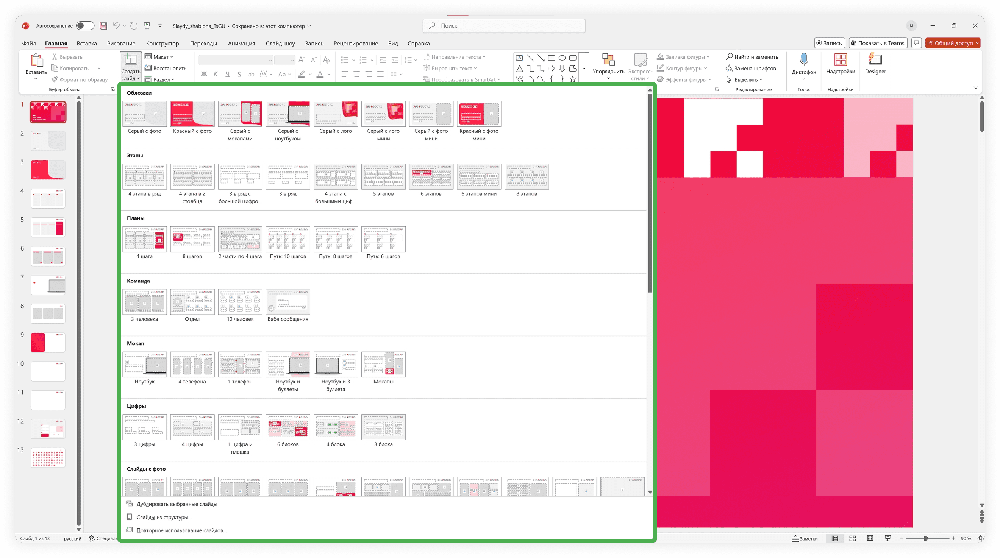 Автосохранение
Slaydy_shablona_TsGU • Сохранено в: этот компьютер
Поиск
М
Файл Главная Вставка Рисование Конструктор Переходы Анимация Слайд-шоу Запись Рецензирование Вид Справка
Запись Показать в Teams Общий доступ
Вставить
Вырезать
Копировать
Формат по образцу
Буфер обмена
Создать слайд
Макет
Восстановить
Раздел
Ж К Ч S ab AV Aa A
Направление текста
Выровнять текст
Преобразовать в SmartArt
Упорядочить
Экспресс-стили
Заливка фигуры
Контур фигуры
Эффекты фигуры
Найти и заменить
Замена шрифтов
Выделить
Редактирование
Диктофон
Голос
Надстройки
Надстройки
Designer
1
Шаблон
презентации
2
3
4
5
6
7
8
9
10
11
12
13
Обложки
Серый с фото
Красный с фото
Серый с мокапами
Серый с ноутбуком
Серый с лого
Серый с лого мини
Серый с фото мини
Красный с фото мини
Этапы
4 этапа в ряд
4 этапа в 2 столбца
3 в ряд с большой цифро...
3 в ряд
4 этапа с большими циф...
5 этапов
6 этапов
6 этапов мини
8 этапов
Планы
4 шага
8 шагов
2 части по 4 шага
Путь: 10 шагов
Путь: 8 шагов
Путь: 6 шагов
Команда
3 человека
Отдел
10 человек
Бабл сообщения
Мокап
Ноутбук
4 телефона
1 телефон
Ноутбук и буллеты
Ноутбук и 3 буллета
Мокапы
Цифры
3 цифры
4 цифры
1 цифра и плашка
6 блоков
4 блока
3 блока
Слайды с фото
Дублировать выбранные слайды
Слайды из структуры...
Повторное использование слайдов...
Слайд 1 из 13 русский Специаль
Заметки 90 %